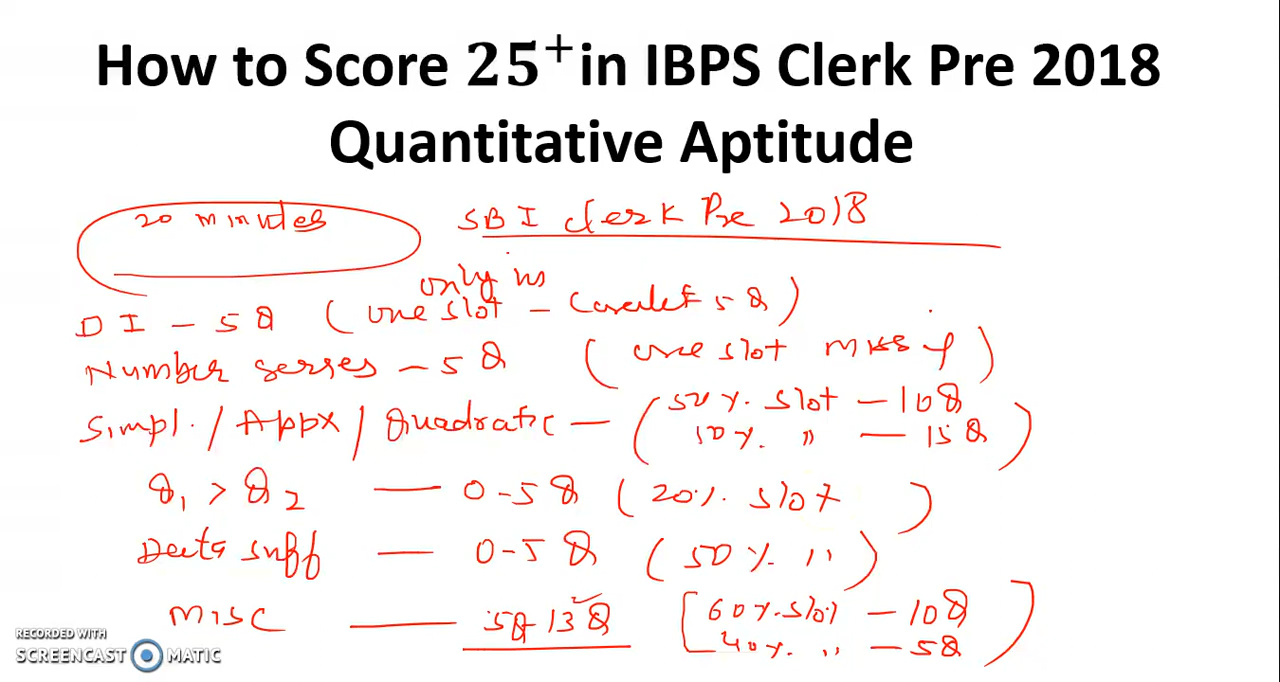 How to Score 25+ in IBPS Clerk Pre 2018
Quantitative Aptitude
20 minutes
SBI Clerk Pre 2018
only in
DI - 5Q ( one slot - Caselet 5Q )
Number series - 5Q ( one slot missing )
Simpl. / Appx / Quadratic - ( 50%. slot - 10Q
10%. " - 15Q )
Q1 > Q2 - 0-5Q ( 20%. slot )
Data suff - 0-5Q ( 50%. " )
Misc - 5Q-13Q [ 60%. slot - 10Q
40%. " - 5Q )
RECORDED WITH
SCREENCAST MATIC